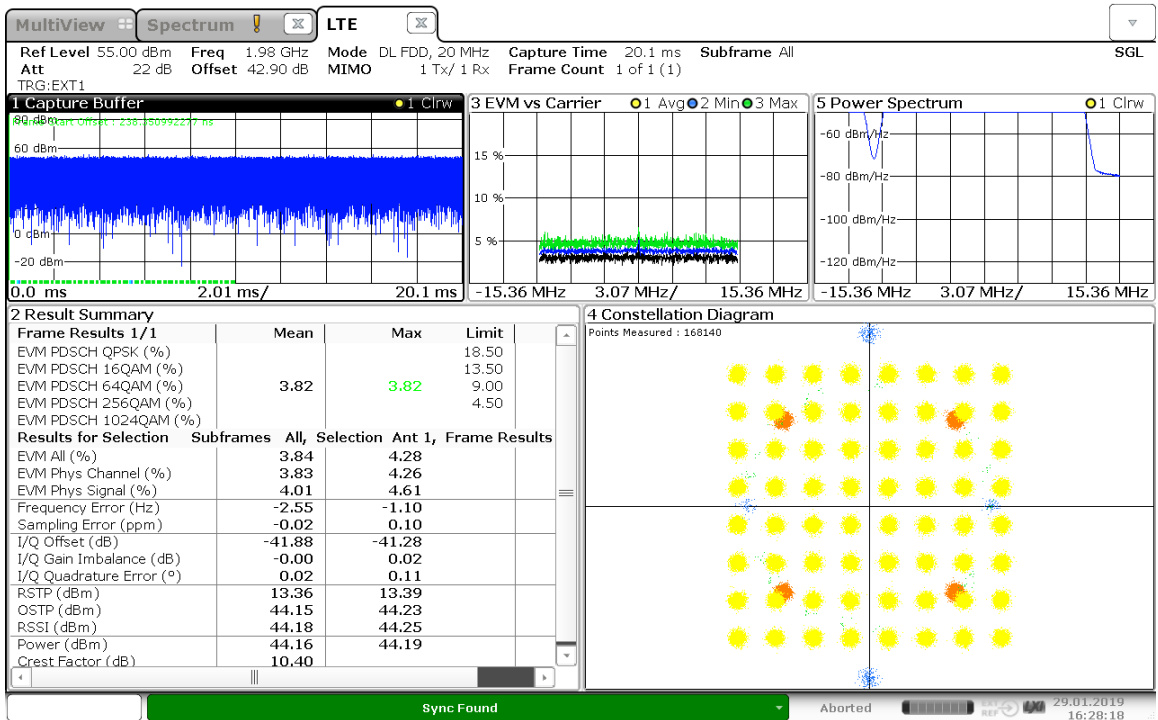 MultiView Spectrum ! LTE
Ref Level 55.00 dBm Freq 1.98 GHz Mode DL FDD, 20 MHz Capture Time 20.1 ms Subframe All SGL
Att 22 dB Offset 42.90 dB MIMO 1 Tx/ 1 Rx Frame Count 1 of 1 (1)
TRG:EXT1
1 Capture Buffer 1 Clrw
80 dBm
60 dBm
0 dBm
-20 dBm
0.0 ms 2.01 ms/ 20.1 ms
3 EVM vs Carrier 1 Avg 2 Min 3 Max
15 %
10 %
5 %
-15.36 MHz 3.07 MHz/ 15.36 MHz
5 Power Spectrum 1 Clrw
-60 dBm/Hz
-80 dBm/Hz
-100 dBm/Hz
-120 dBm/Hz
-15.36 MHz 3.07 MHz/ 15.36 MHz
2 Result Summary
Frame Results 1/1 Mean Max Limit
EVM PDSCH QPSK (%) 18.50
EVM PDSCH 16QAM (%) 13.50
EVM PDSCH 64QAM (%) 3.82 3.82 9.00
EVM PDSCH 256QAM (%) 4.50
EVM PDSCH 1024QAM (%)
Results for Selection Subframes All, Selection Ant 1, Frame Results
EVM All (%) 3.84 4.28
EVM Phys Channel (%) 3.83 4.26
EVM Phys Signal (%) 4.01 4.61
Frequency Error (Hz) -2.55 -1.10
Sampling Error (ppm) -0.02 0.10
I/Q Offset (dB) -41.88 -41.28
I/Q Gain Imbalance (dB) -0.00 0.02
I/Q Quadrature Error (°) 0.02 0.11
RSTP (dBm) 13.36 13.39
OSTP (dBm) 44.15 44.23
RSSI (dBm) 44.18 44.25
Power (dBm) 44.16 44.19
Crest Factor (dB) 10.40
4 Constellation Diagram
Points Measured : 168140
Sync Found
Aborted
EXT
REF
LXI
29.01.2019
16:28:18